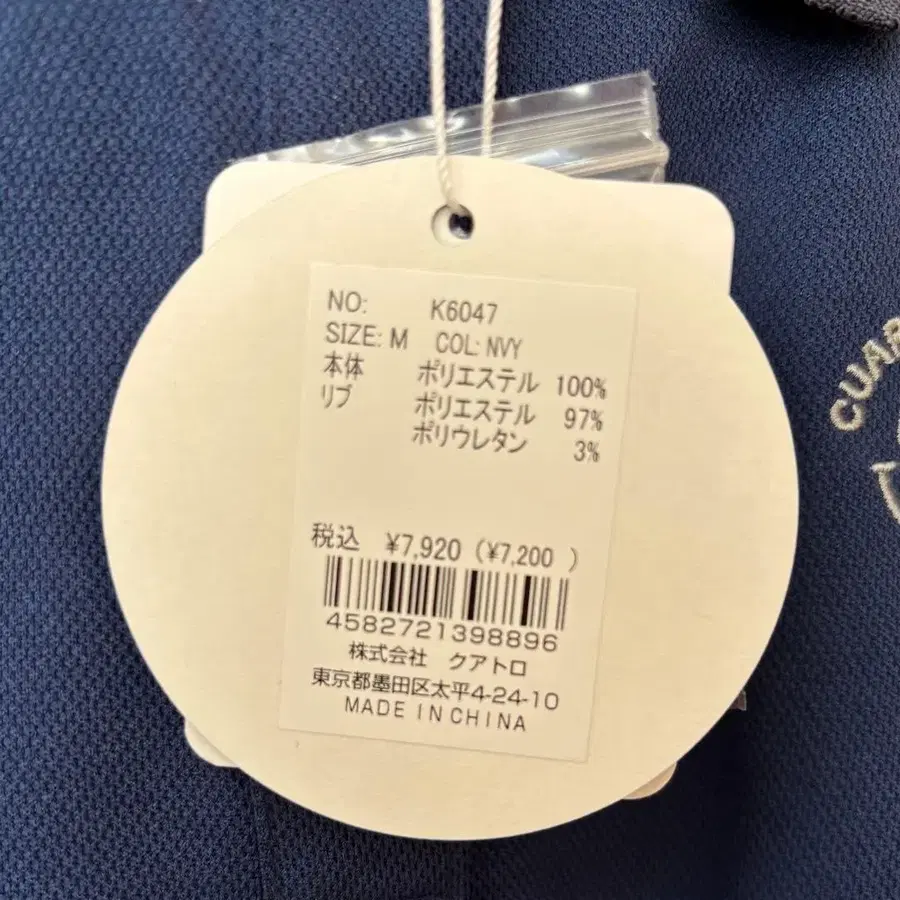 NO: K6047
SIZE: M COL: NVY
本体 ポリエステル 100%
リブ ポリエステル 97%
ポリウレタン 3%
税込 ¥7,920 (¥7,200 )
4582721398896
株式会社 クアトロ
東京都墨田区太平4-24-10
MADE IN CHINA